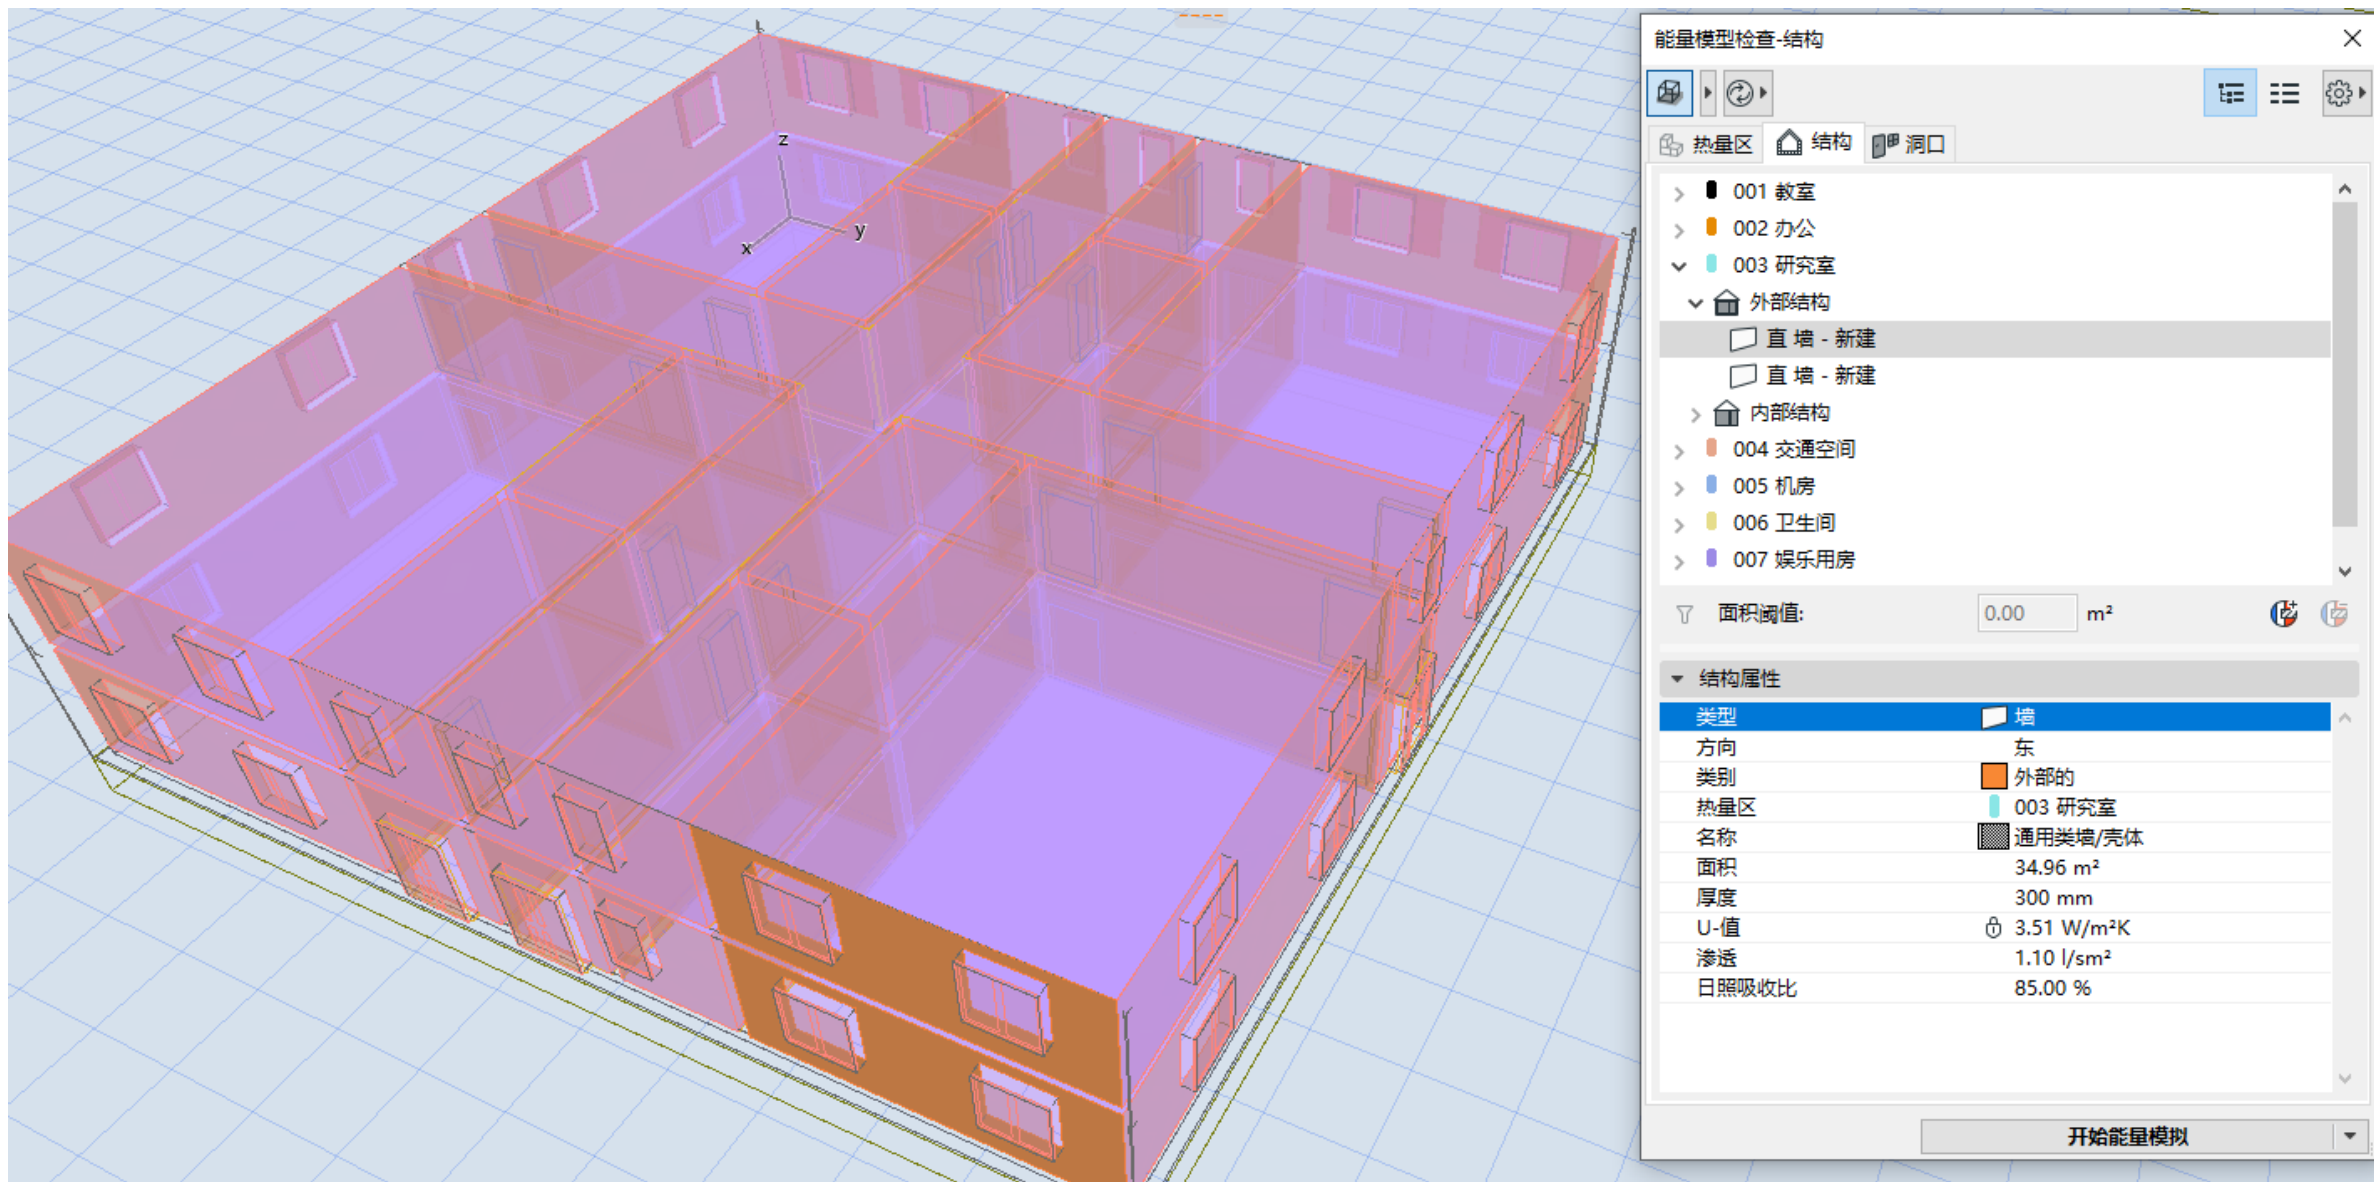 z
y
x
能量模型检查-结构
热量区 结构 洞口
001 教室
002 办公
003 研究室
外部结构
直 墙 - 新建
直 墙 - 新建
内部结构
004 交通空间
005 机房
006 卫生间
007 娱乐用房
面积阈值: 0.00 m²
结构属性
类型 墙
方向 东
类别 外部的
热量区 003 研究室
名称 通用类墙/壳体
面积 34.96 m²
厚度 300 mm
U-值 3.51 W/m²K
渗透 1.10 l/sm²
日照吸收比 85.00 %
开始能量模拟